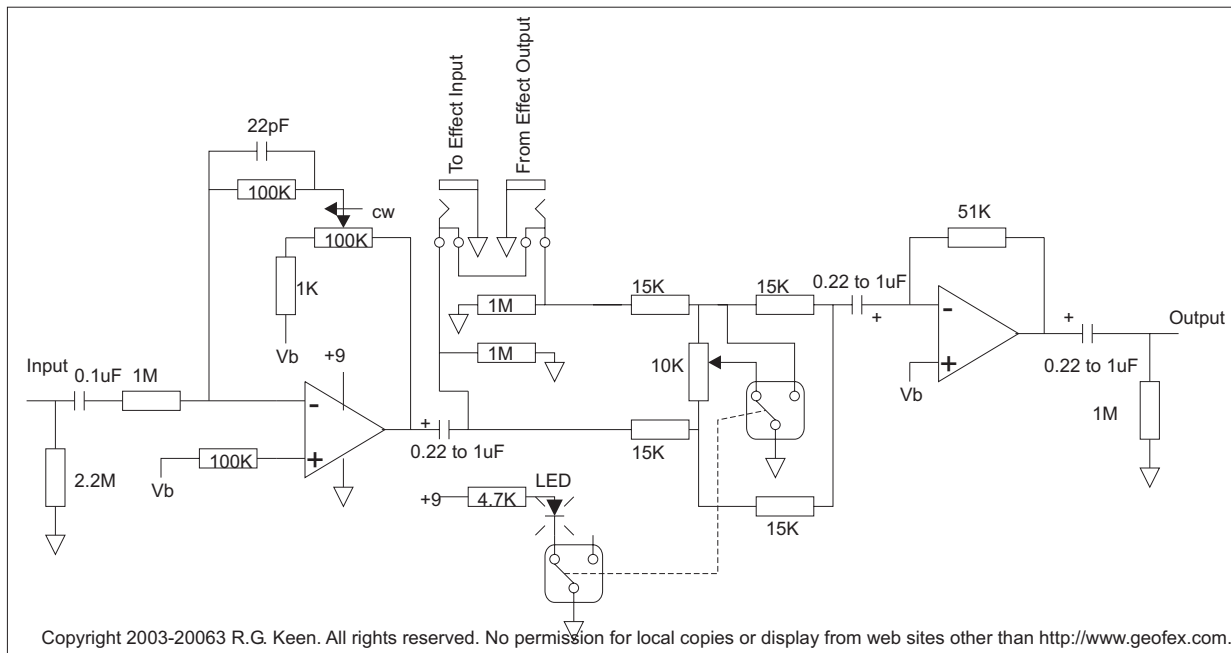 22pF
100K
cw
100K
1K
Vb
To Effect Input
From Effect Output
+9
Input
0.1uF
1M
-
+
2.2M
Vb
100K
1M
1M
+
0.22 to 1uF
15K
15K
10K
15K
15K
+9
4.7K
LED
0.22 to 1uF
+
51K
-
+
Vb
+
0.22 to 1uF
Output
1M
Copyright 2003-20063 R.G. Keen. All rights reserved. No permission for local copies or display from web sites other than http://www.geofex.com.